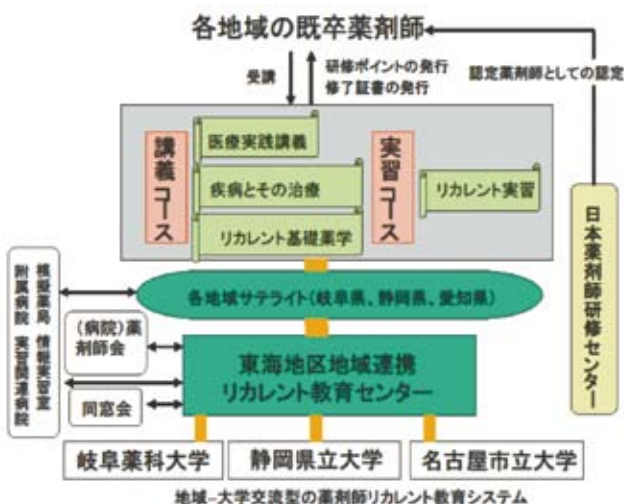 各地域の既卒薬剤師
受講
研修ポイントの発行
修了証書の発行
認定薬剤師としての認定
講義コース
医療実践講義
疾病とその治療
リカレント基礎薬学
実習コース
リカレント実習
日本薬剤師研修センター
各地域サテライト(岐阜県、静岡県、愛知県)
模擬薬局 情報実習室
附属病院 実習関連病院
(病院)薬
剤師会
同窓会
東海地区地域連携
リカレント教育センター
岐阜薬科大学
静岡県立大学
名古屋市立大学
地域–大学交流型の薬剤師リカレント教育システム